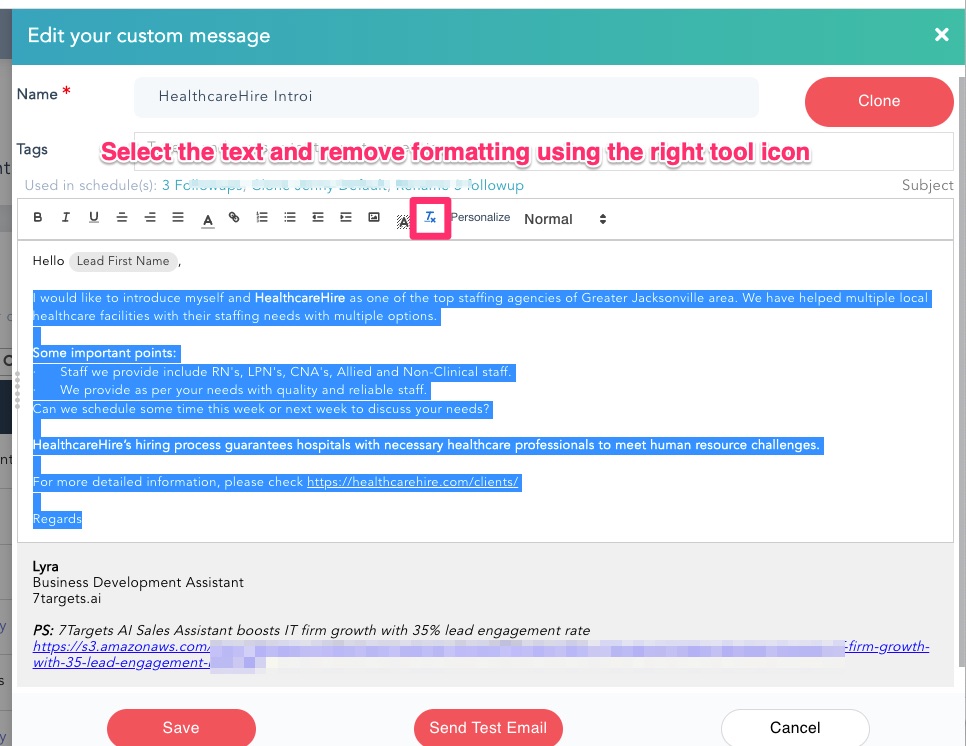 Edit your custom message
Name *
HealthcareHire Introi
Clone
Tags
Select the text and remove formatting using the right tool icon
Used in schedule(s): 3 Followups, Clone Jenny Default, Rename 3 followup
Subject
B I U A A Tx Personalize Normal
Hello Lead First Name ,
I would like to introduce myself and HealthcareHire as one of the top staffing agencies of Greater Jacksonville area. We have helped multiple local
healthcare facilities with their staffing needs with multiple options.
Some important points:
· Staff we provide include RN's, LPN's, CNA's, Allied and Non-Clinical staff.
· We provide as per your needs with quality and reliable staff.
Can we schedule some time this week or next week to discuss your needs?
HealthcareHire’s hiring process guarantees hospitals with necessary healthcare professionals to meet human resource challenges.
For more detailed information, please check https://healthcarehire.com/clients/
Regards
Lyra
Business Development Assistant
7targets.ai
PS: 7Targets AI Sales Assistant boosts IT firm growth with 35% lead engagement rate
https://s3.amazonaws.com/ -firm-growth-
with-35-lead-engagement-
Save
Send Test Email
Cancel